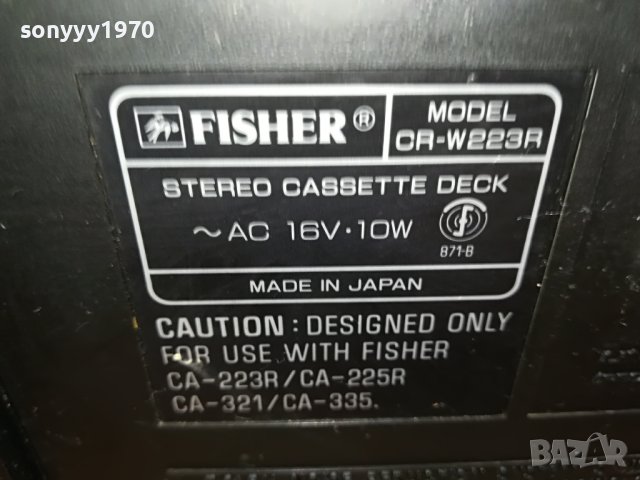 sonyyy1970
FISHER ®
MODEL
CR-W223R
STEREO CASSETTE DECK
~ AC 16V·10W
871-B
MADE IN JAPAN
CAUTION : DESIGNED ONLY
FOR USE WITH FISHER
CA-223R/CA-225R
CA-321/CA-335.
BAZAR